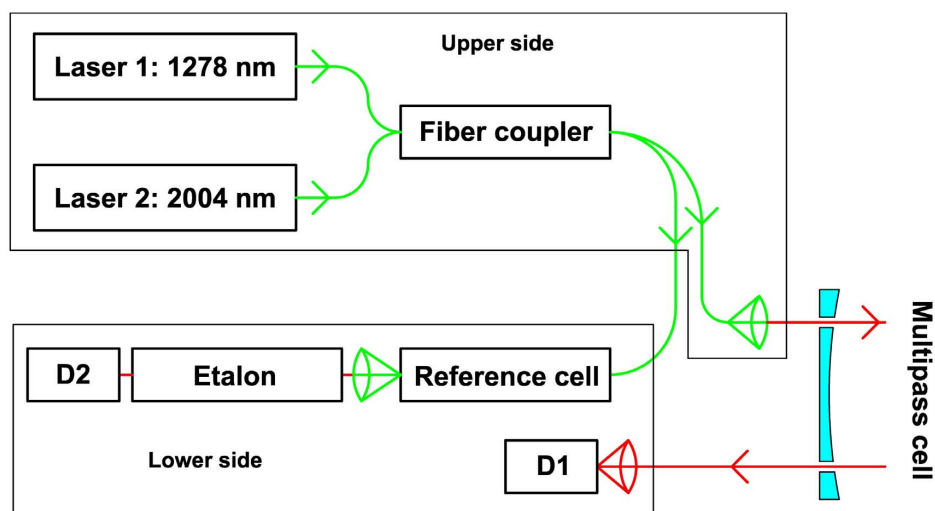 Upper side
Laser 1: 1278 nm
Fiber coupler
Laser 2: 2004 nm
Multipass cell
D2
Etalon
Reference cell
Lower side
D1